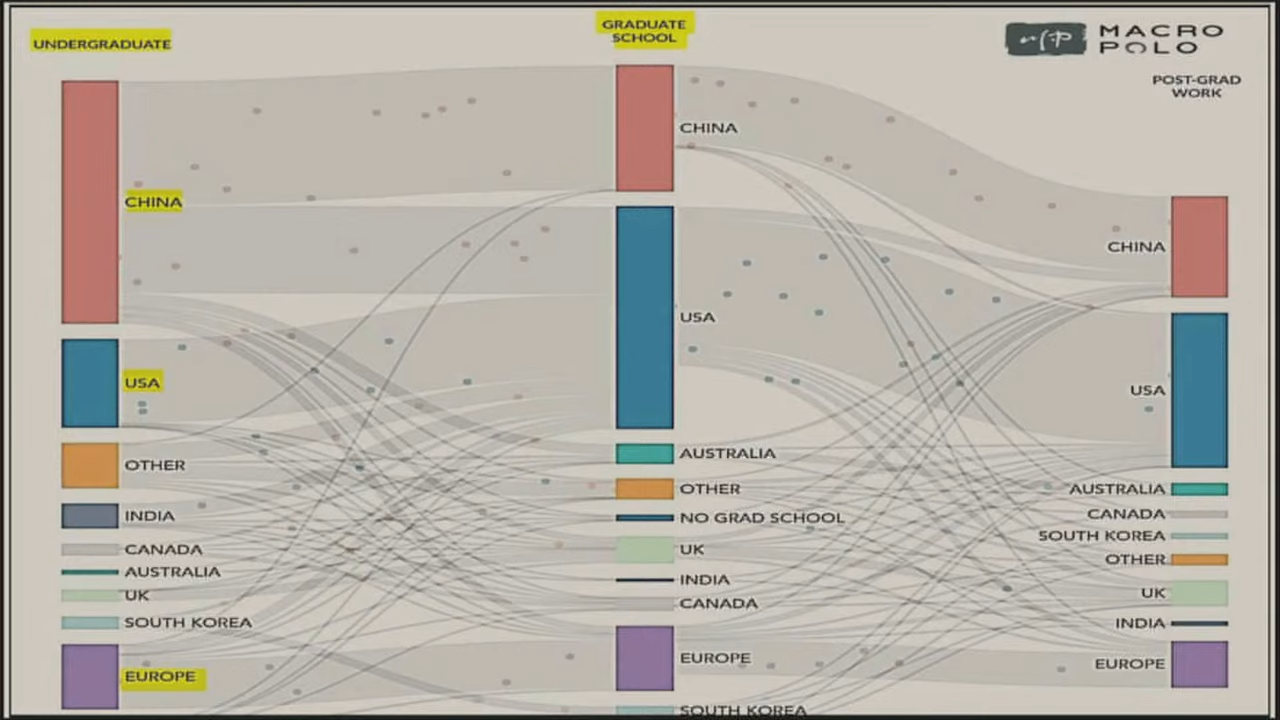 UNDERGRADUATE
GRADUATE
SCHOOL
MACRO
POLO
POST-GRAD
WORK
CHINA
USA
OTHER
INDIA
CANADA
AUSTRALIA
UK
SOUTH KOREA
EUROPE
CHINA
USA
AUSTRALIA
OTHER
NO GRAD SCHOOL
UK
INDIA
CANADA
EUROPE
SOUTH KOREA
CHINA
USA
AUSTRALIA
CANADA
SOUTH KOREA
OTHER
UK
INDIA
EUROPE